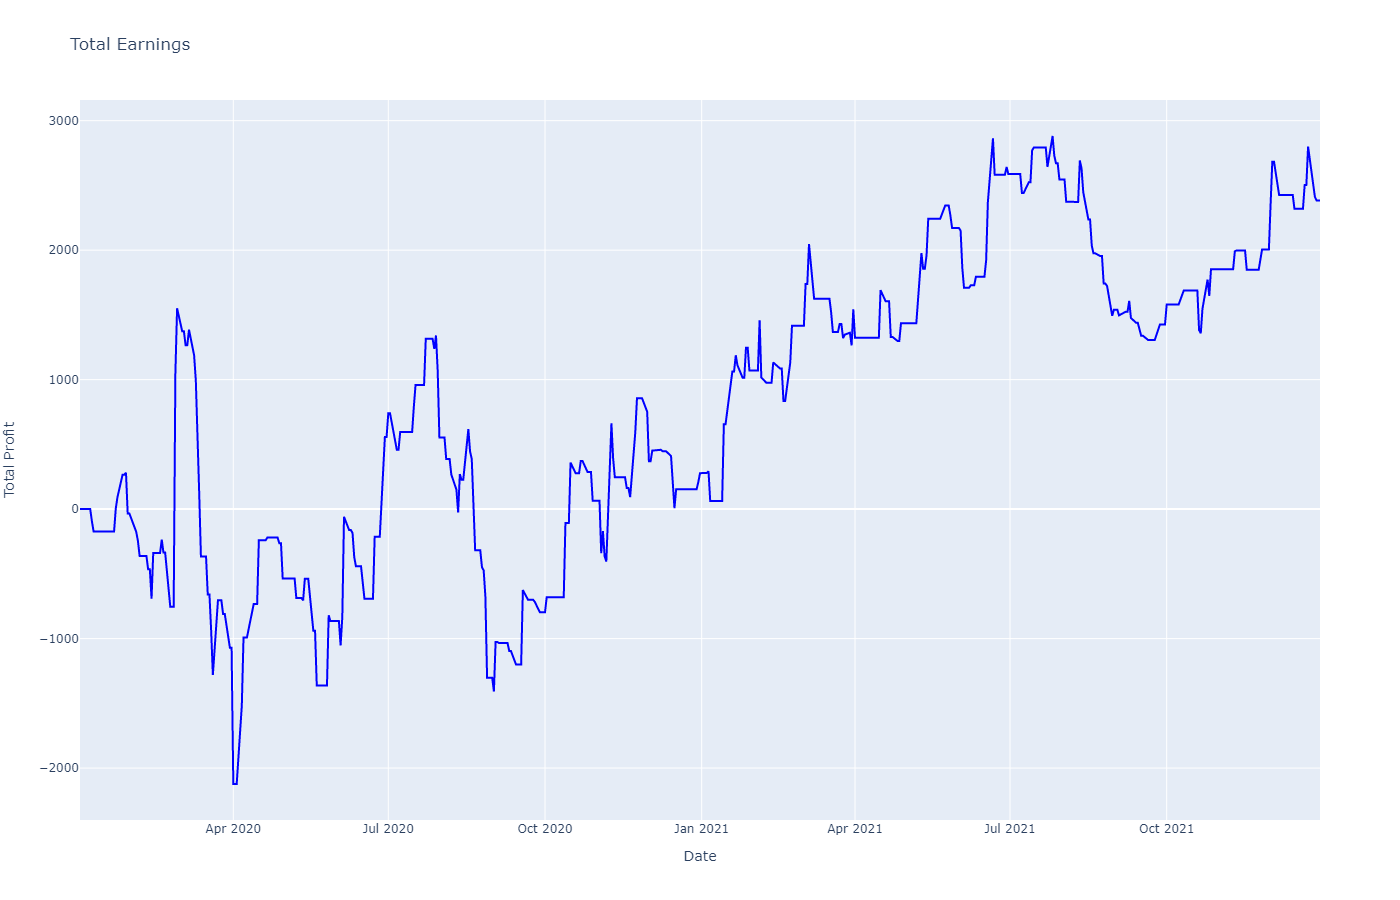 Total Earnings
3000
2000
1000
0
−1000
−2000
Total Profit
Apr 2020
Jul 2020
Oct 2020
Jan 2021
Apr 2021
Jul 2021
Oct 2021
Date